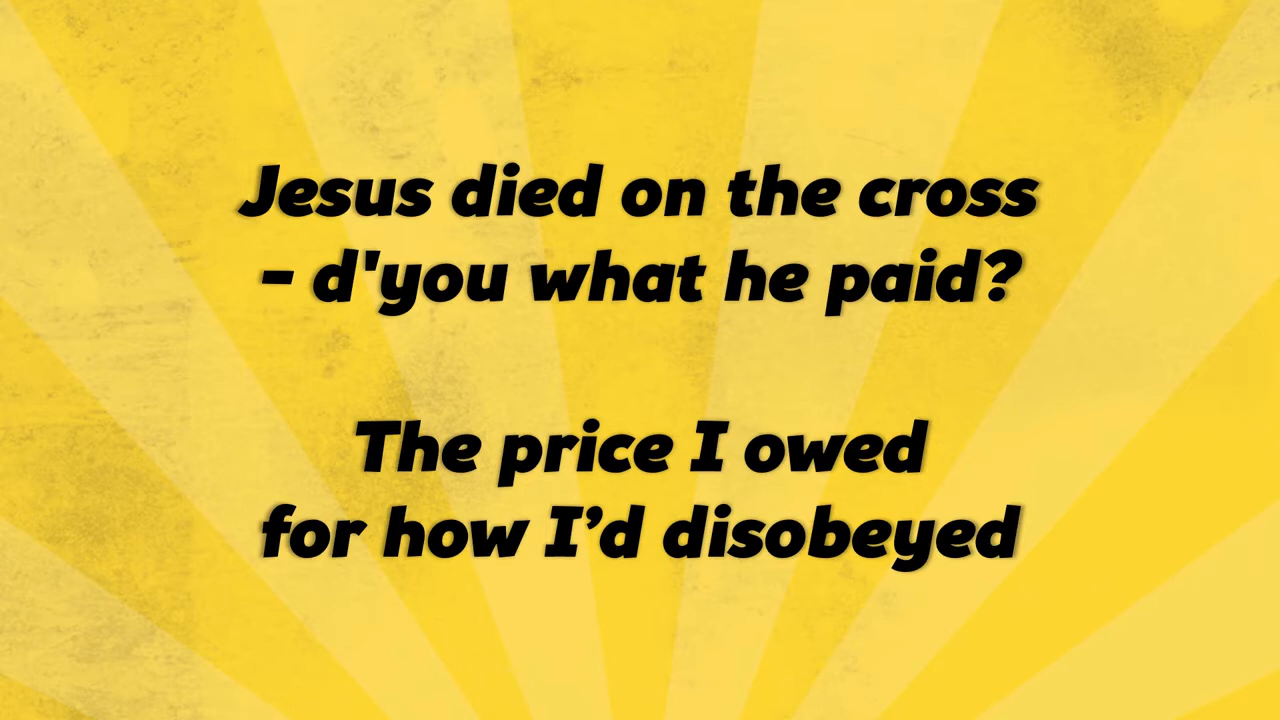 Jesus died on the cross
- d'you what he paid?
The price I owed
for how I’d disobeyed